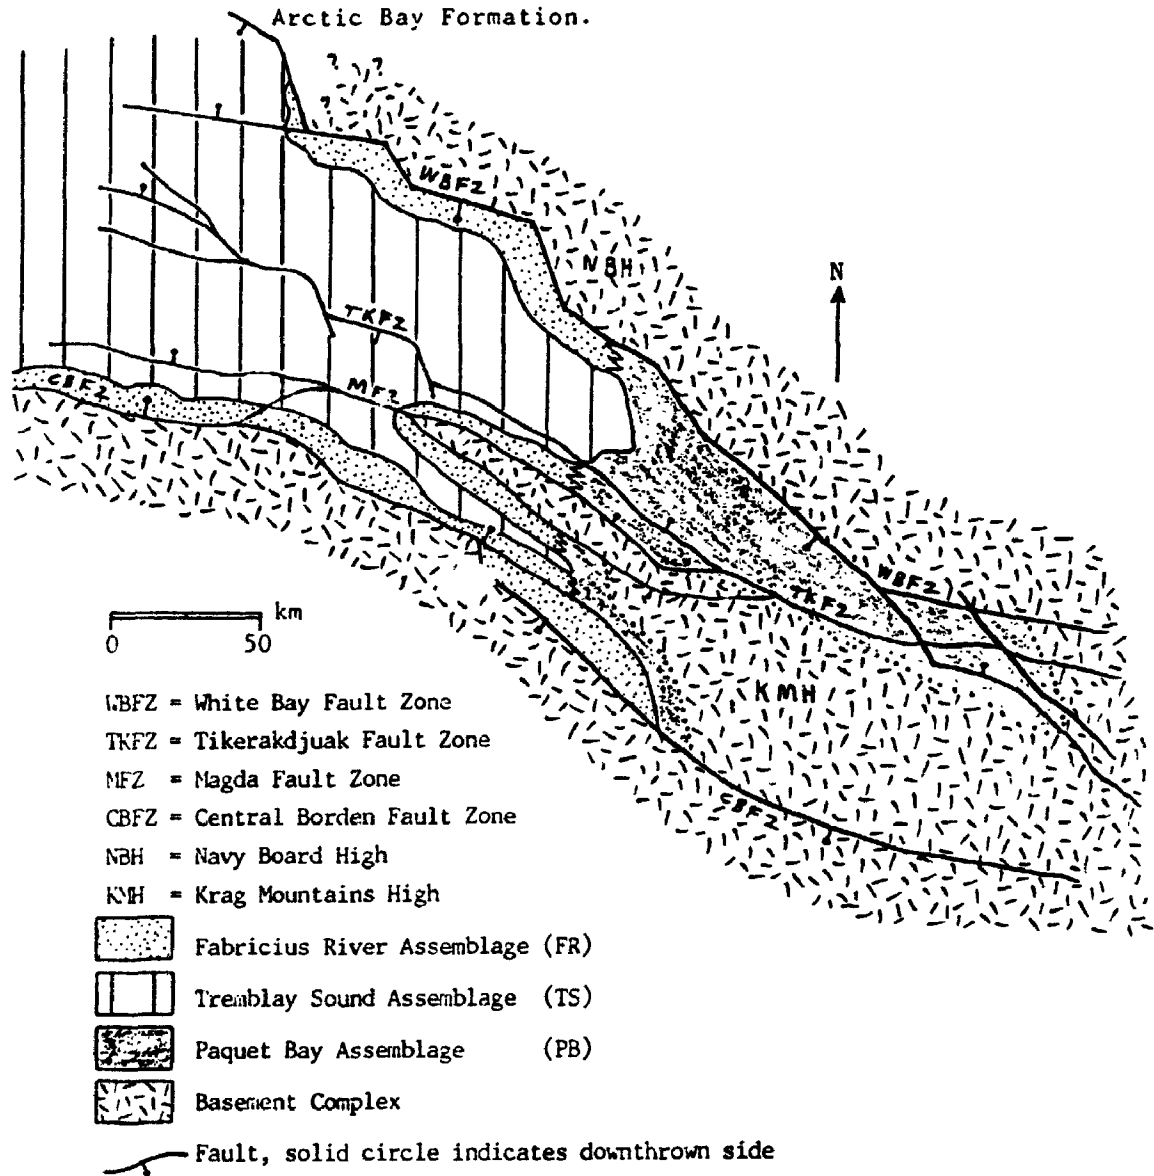 Arctic Bay Formation.
? ?
?
WBFZ
NBH
N
TKFZ
CBFZ
MFZ
WBFZ
TKFZ
KMH
CBFZ
km
0 50
WBFZ = White Bay Fault Zone
TKFZ = Tikerakdjuak Fault Zone
MFZ = Magda Fault Zone
CBFZ = Central Borden Fault Zone
NBH = Navy Board High
KMH = Krag Mountains High
Fabricius River Assemblage (FR)
Tremblay Sound Assemblage (TS)
Paquet Bay Assemblage (PB)
Basement Complex
Fault, solid circle indicates downthrown side